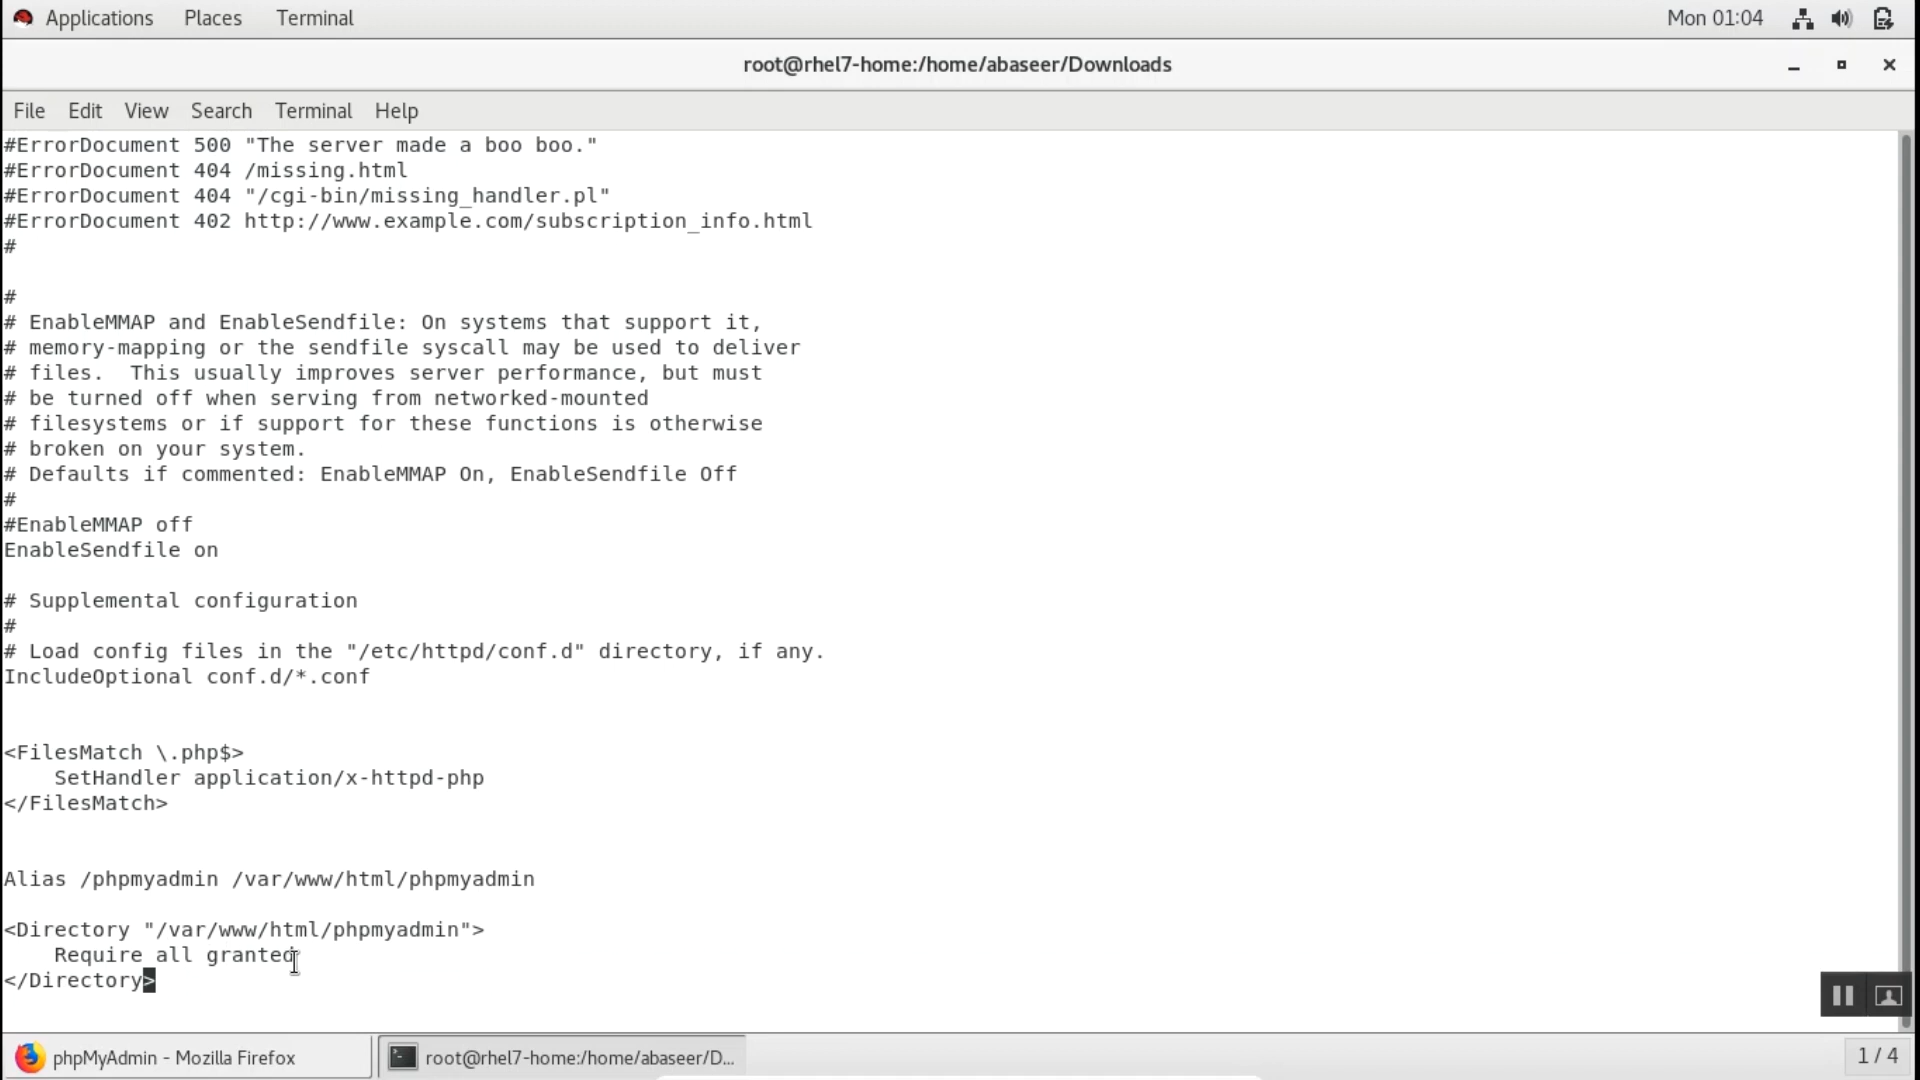 Applications Places Terminal Mon 01:04
root@rhel7-home:/home/abaseer/Downloads
File Edit View Search Terminal Help
#ErrorDocument 500 "The server made a boo boo."
#ErrorDocument 404 /missing.html
#ErrorDocument 404 "/cgi-bin/missing_handler.pl"
#ErrorDocument 402 http://www.example.com/subscription_info.html
#
#
# EnableMMAP and EnableSendfile: On systems that support it,
# memory-mapping or the sendfile syscall may be used to deliver
# files.  This usually improves server performance, but must
# be turned off when serving from networked-mounted
# filesystems or if support for these functions is otherwise
# broken on your system.
# Defaults if commented: EnableMMAP On, EnableSendfile Off
#
#EnableMMAP off
EnableSendfile on
# Supplemental configuration
#
# Load config files in the "/etc/httpd/conf.d" directory, if any.
IncludeOptional conf.d/*.conf
<FilesMatch \.php$>
    SetHandler application/x-httpd-php
</FilesMatch>
Alias /phpmyadmin /var/www/html/phpmyadmin
<Directory "/var/www/html/phpmyadmin">
    Require all granted
</Directory>
phpMyAdmin - Mozilla Firefox root@rhel7-home:/home/abaseer/D... 1 / 4